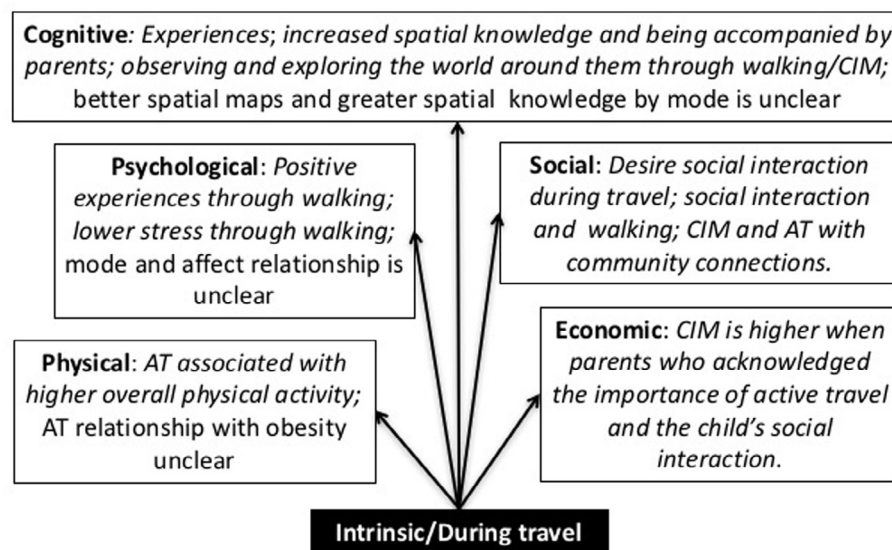 Cognitive: Experiences; increased spatial knowledge and being accompanied by
parents; observing and exploring the world around them through walking/CIM;
better spatial maps and greater spatial knowledge by mode is unclear
Psychological: Positive
experiences through walking;
lower stress through walking;
mode and affect relationship is
unclear
Social: Desire social interaction
during travel; social interaction
and walking; CIM and AT with
community connections.
Physical: AT associated with
higher overall physical activity;
AT relationship with obesity
unclear
Economic: CIM is higher when
parents who acknowledged
the importance of active travel
and the child's social
interaction.
Intrinsic/During travel